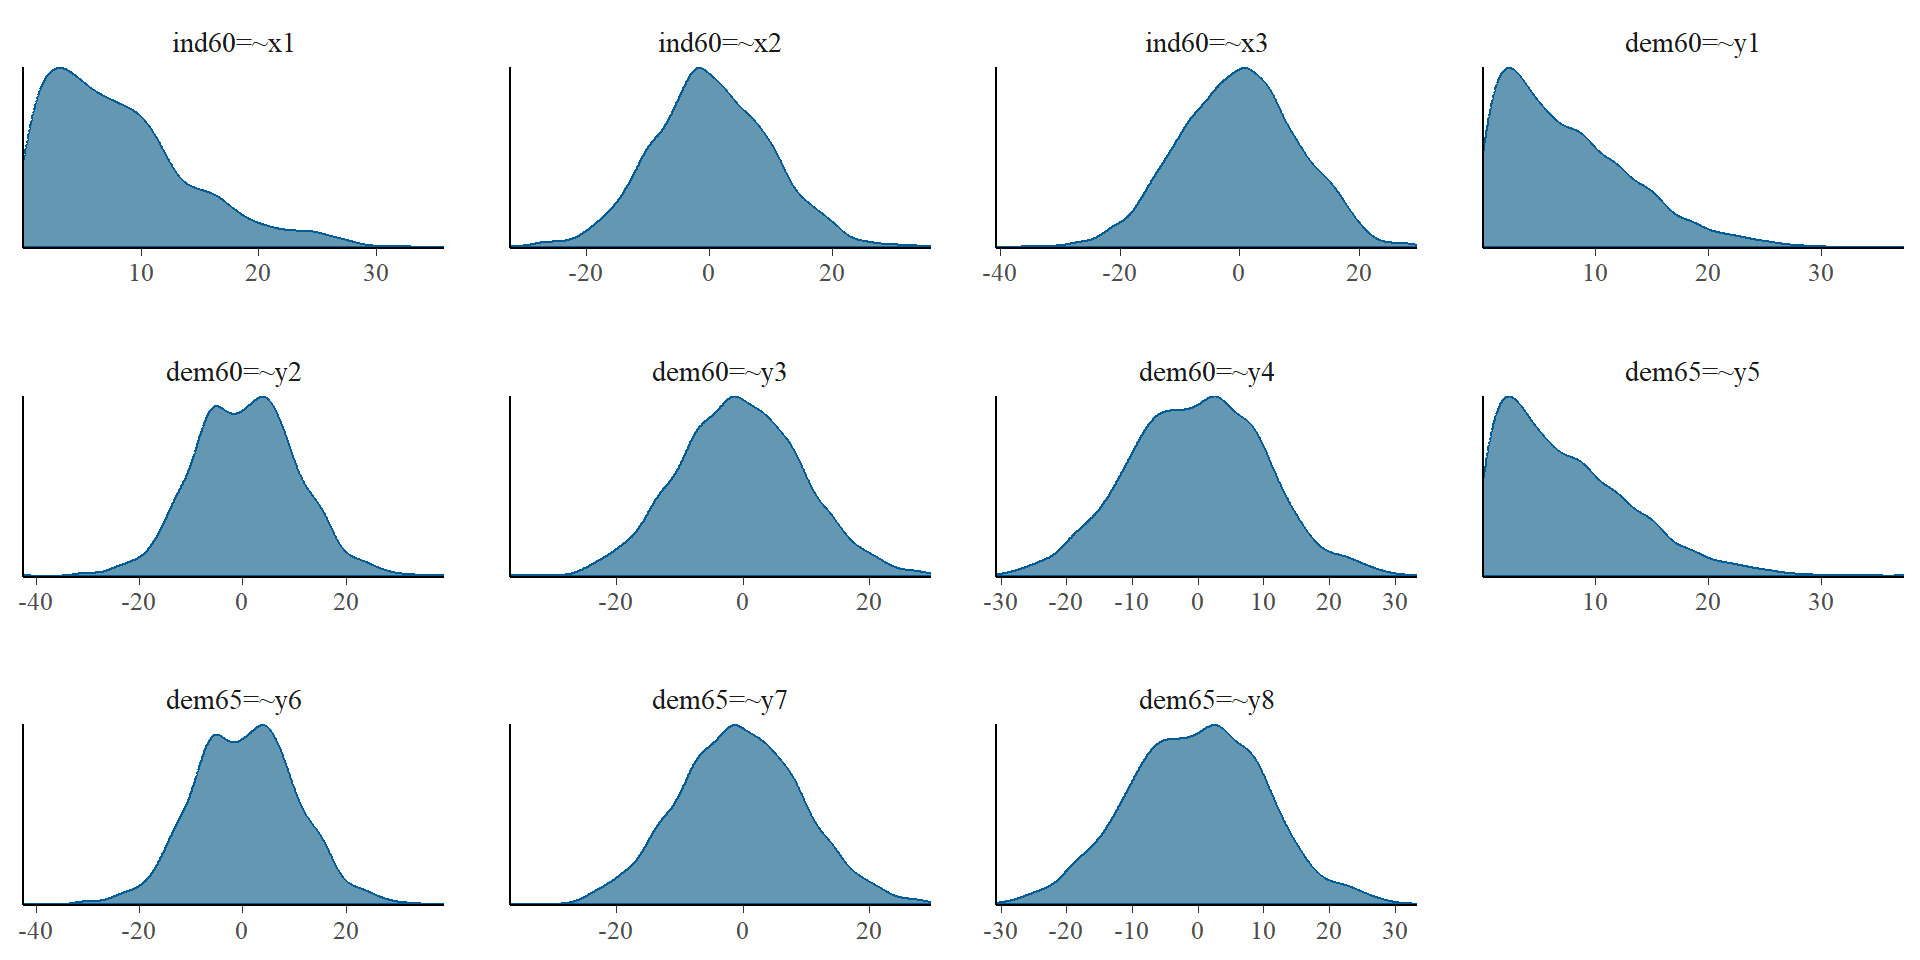 ind60=~x1 ind60=~x2 ind60=~x3 dem60=~y1
10 20 30 -20 0 20 -40 -20 0 20 10 20 30
dem60=~y2 dem60=~y3 dem60=~y4 dem65=~y5
-40 -20 0 20 -20 0 20 -30 -20 -10 0 10 20 30 10 20 30
dem65=~y6 dem65=~y7 dem65=~y8
-40 -20 0 20 -20 0 20 -30 -20 -10 0 10 20 30